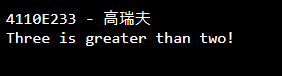 4110E233 - 高瑞夫
Three is greater than two!